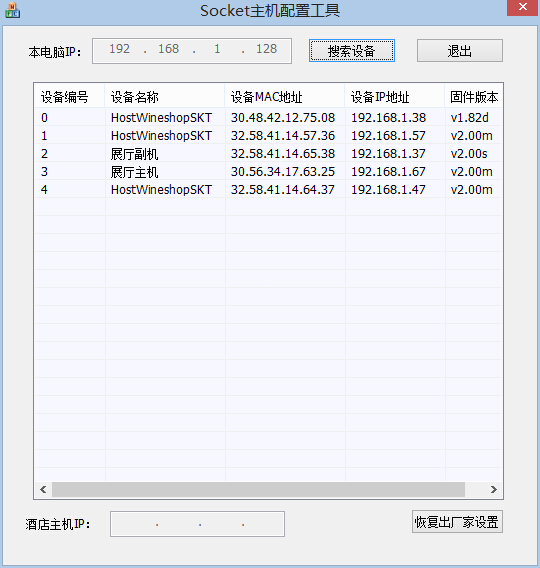 Socket主机配置工具
本电脑IP： 192 . 168 . 1 . 128 搜索设备 退出
设备编号 设备名称 设备MAC地址 设备IP地址 固件版本
0 HostWineshopSKT 30.48.42.12.75.08 192.168.1.38 v1.82d
1 HostWineshopSKT 32.58.41.14.57.36 192.168.1.57 v2.00m
2 展厅副机 32.58.41.14.65.38 192.168.1.37 v2.00s
3 展厅主机 30.56.34.17.63.25 192.168.1.67 v2.00m
4 HostWineshopSKT 32.58.41.14.64.37 192.168.1.47 v2.00m
酒店主机IP： . . . 恢复出厂家设置